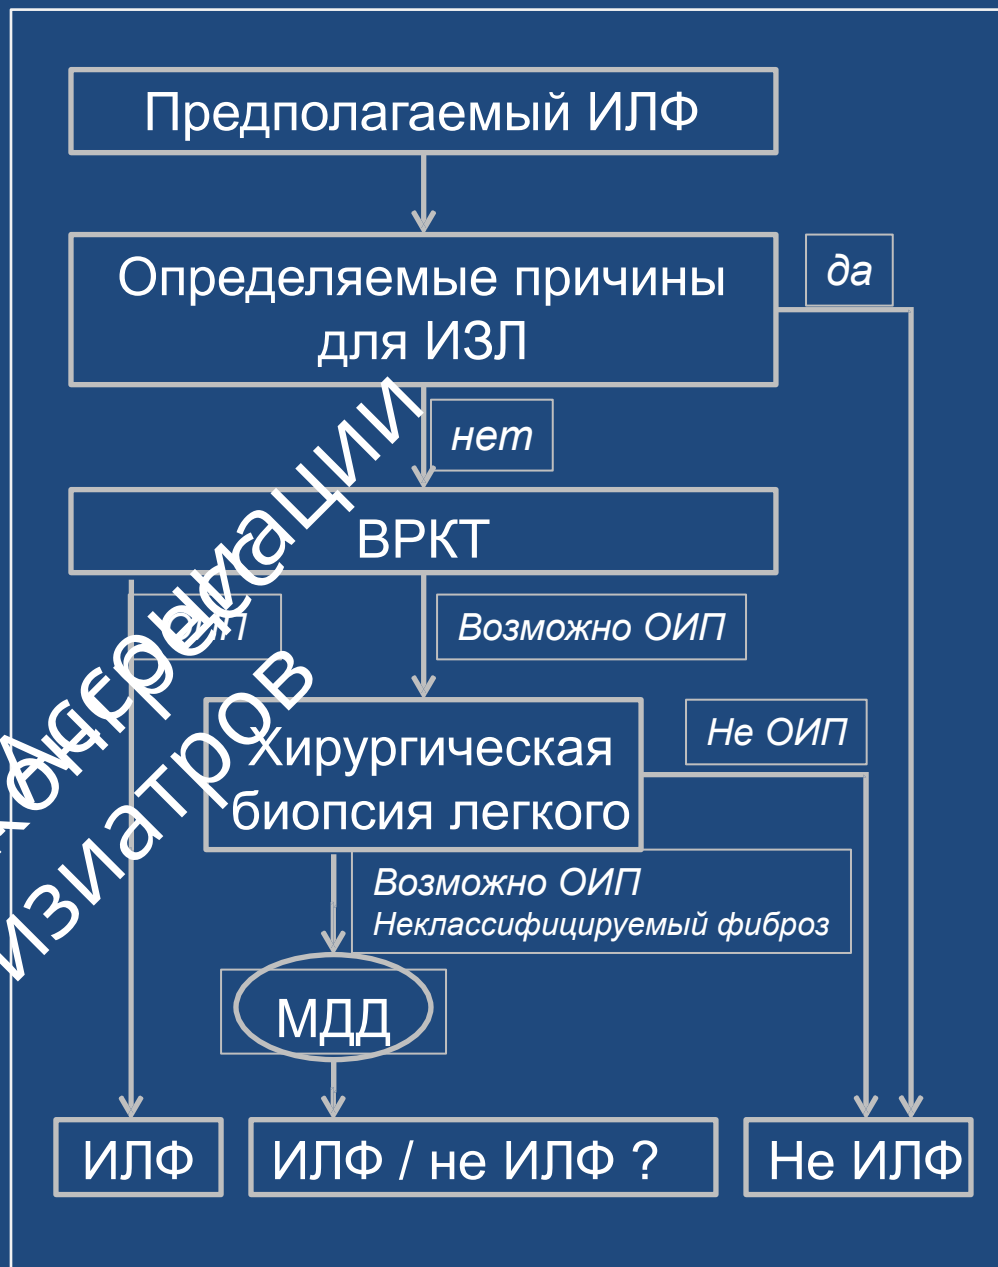 Предполагаемый ИЛФ
Определяемые причины
для ИЗЛ
да
нет
ВРКТ
Возможно ОИП
Не ОИП
Хирургическая
биопсия легкого
Возможно ОИП
Неклассифицируемый фиброз
МДД
ИЛФ
ИЛФ / не ИЛФ ?
Не ИЛФ